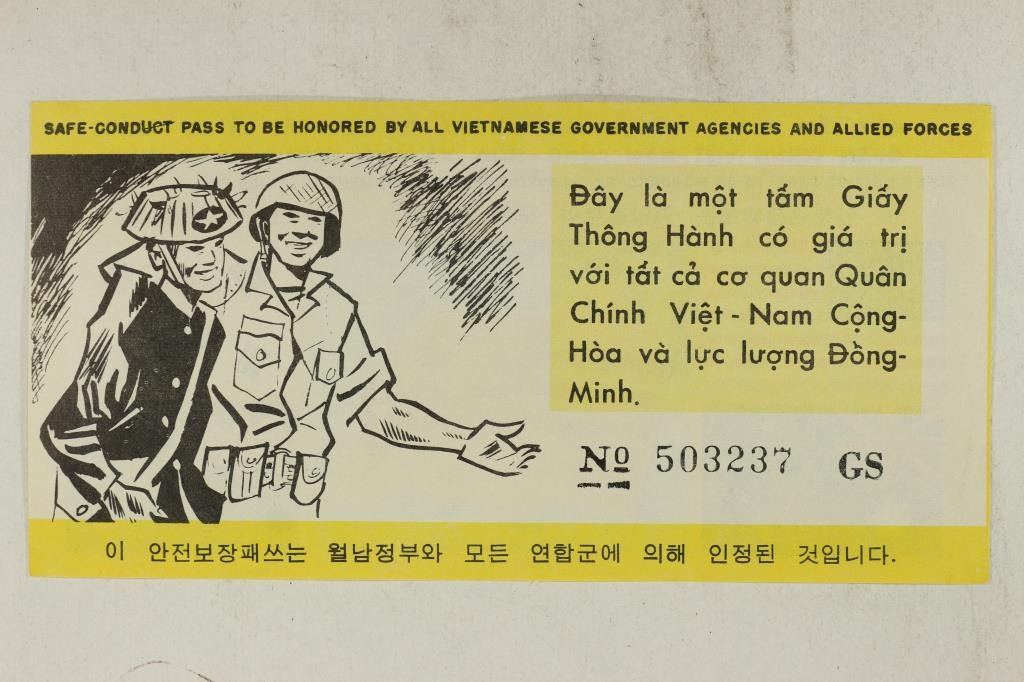 SAFE-CONDUCT PASS TO BE HONORED BY ALL VIETNAMESE GOVERNMENT AGENCIES AND ALLIED FORCES
Đây là một tấm Giấy
Thông Hành có giá trị
với tất cả cơ quan Quân
Chính Việt - Nam Cộng-
Hòa và lực lượng Đồng-
Minh.
Nº 503237 GS
이 안전보장패쓰는 월남정부와 모든 연합군에 의해 인정된 것입니다.